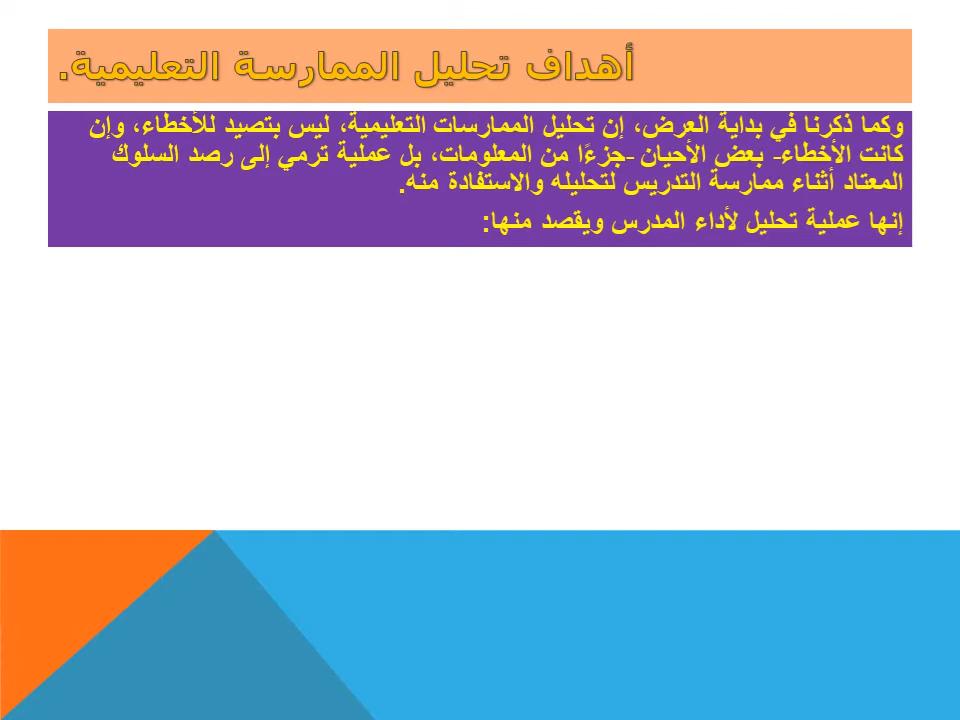 أهداف تحليل الممارسة التعليمية.
وكما ذكرنا في بداية العرض، إن تحليل الممارسات التعليمية، ليس بتصيد للأخطاء، وإن
كانت الأخطاء- بعض الأحيان -جزءًا من المعلومات، بل عملية ترمي إلى رصد السلوك
المعتاد أثناء ممارسة التدريس لتحليله والاستفادة منه.
إنها عملية تحليل لأداء المدرس ويقصد منها: